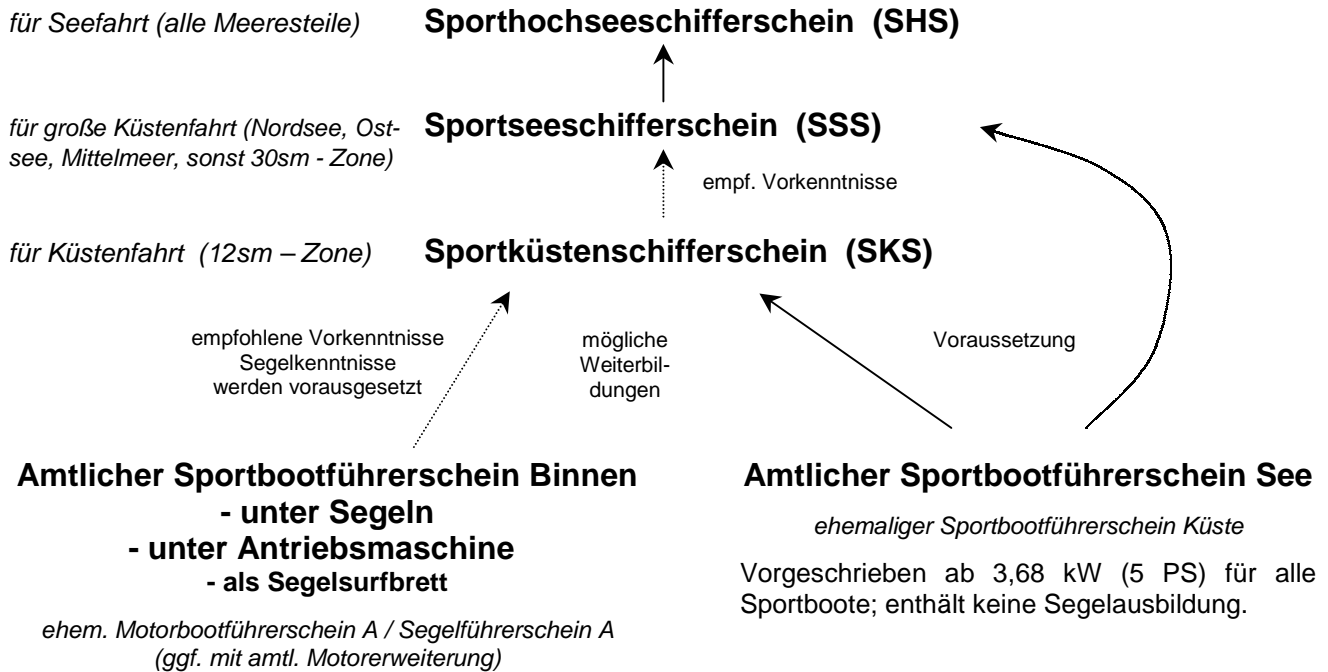 für Seefahrt (alle Meeresteile)
Sporthochseeschifferschein (SHS)
für große Küstenfahrt (Nordsee, Ost-
see, Mittelmeer, sonst 30sm - Zone)
Sportseeschifferschein (SSS)
empf. Vorkenntnisse
für Küstenfahrt (12sm – Zone)
Sportküstenschifferschein (SKS)
empfohlene Vorkenntnisse
Segelkenntnisse
werden vorausgesetzt
mögliche
Weiterbil-
dungen
Voraussetzung
Amtlicher Sportbootführerschein Binnen
- unter Segeln
- unter Antriebsmaschine
- als Segelsurfbrett
ehem. Motorbootführerschein A / Segelführerschein A
(ggf. mit amtl. Motorerweiterung)
Amtlicher Sportbootführerschein See
ehemaliger Sportbootführerschein Küste
Vorgeschrieben ab 3,68 kW (5 PS) für alle
Sportboote; enthält keine Segelausbildung.